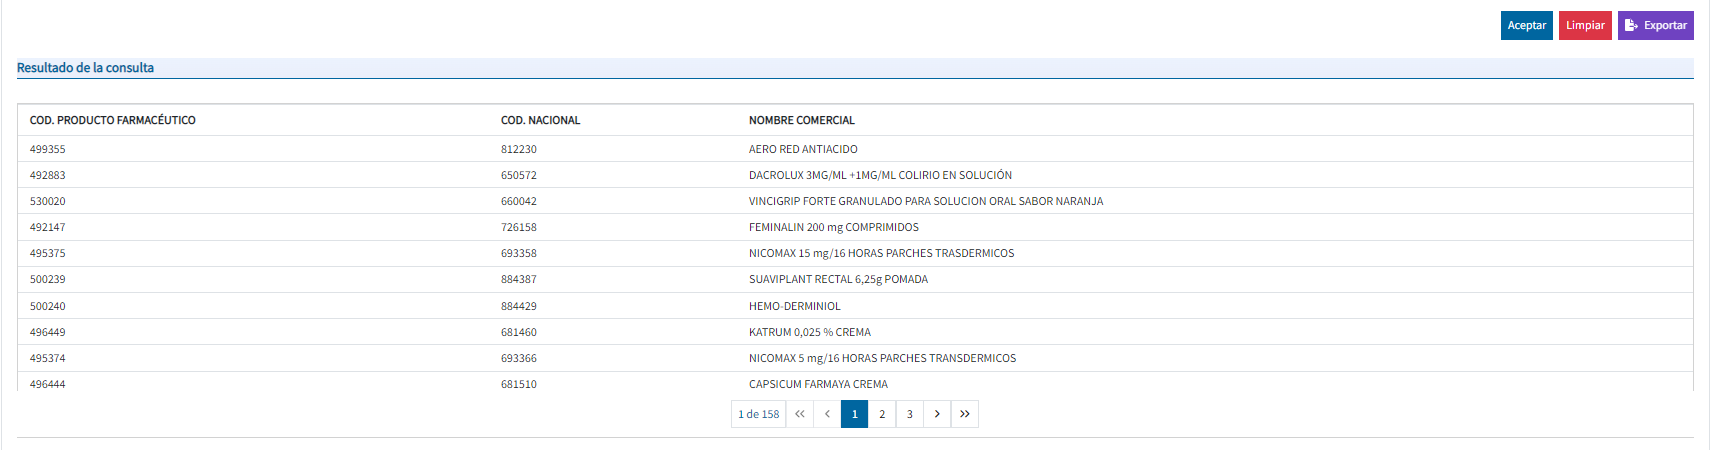 Aceptar Limpiar Exportar
Resultado de la consulta
COD. PRODUCTO FARMACÉUTICO COD. NACIONAL NOMBRE COMERCIAL
499355 812230 AERO RED ANTIACIDO
492883 650572 DACROLUX 3MG/ML +1MG/ML COLIRIO EN SOLUCIÓN
530020 660042 VINCIGRIP FORTE GRANULADO PARA SOLUCION ORAL SABOR NARANJA
492147 726158 FEMINALIN 200 mg COMPRIMIDOS
495375 693358 NICOMAX 15 mg/16 HORAS PARCHES TRASDERMICOS
500239 884387 SUAVIPLANT RECTAL 6,25g POMADA
500240 884429 HEMO-DERMINIOL
496449 681460 KATRUM 0,025 % CREMA
495374 693366 NICOMAX 5 mg/16 HORAS PARCHES TRANSDERMICOS
496444 681510 CAPSICUM FARMAYA CREMA
1 de 158 « ‹ 1 2 3 › »